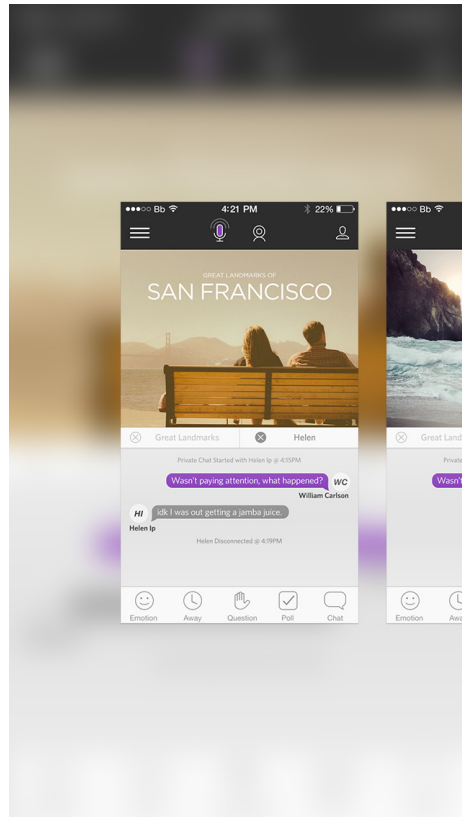 Bb 4:21 PM 22%
GREAT LANDMARKS OF
SAN FRANCISCO
Great Landmarks Helen
Private Chat Started with Helen Ip @ 4:15PM
Wasn't paying attention, what happened? WC
William Carlson
HI idk I was out getting a jamba juice.
Helen Ip
Helen Disconnected @ 4:19PM
Emotion Away Question Poll Chat
Bb
Great Land
Private
Wasn't
Emotion Awa